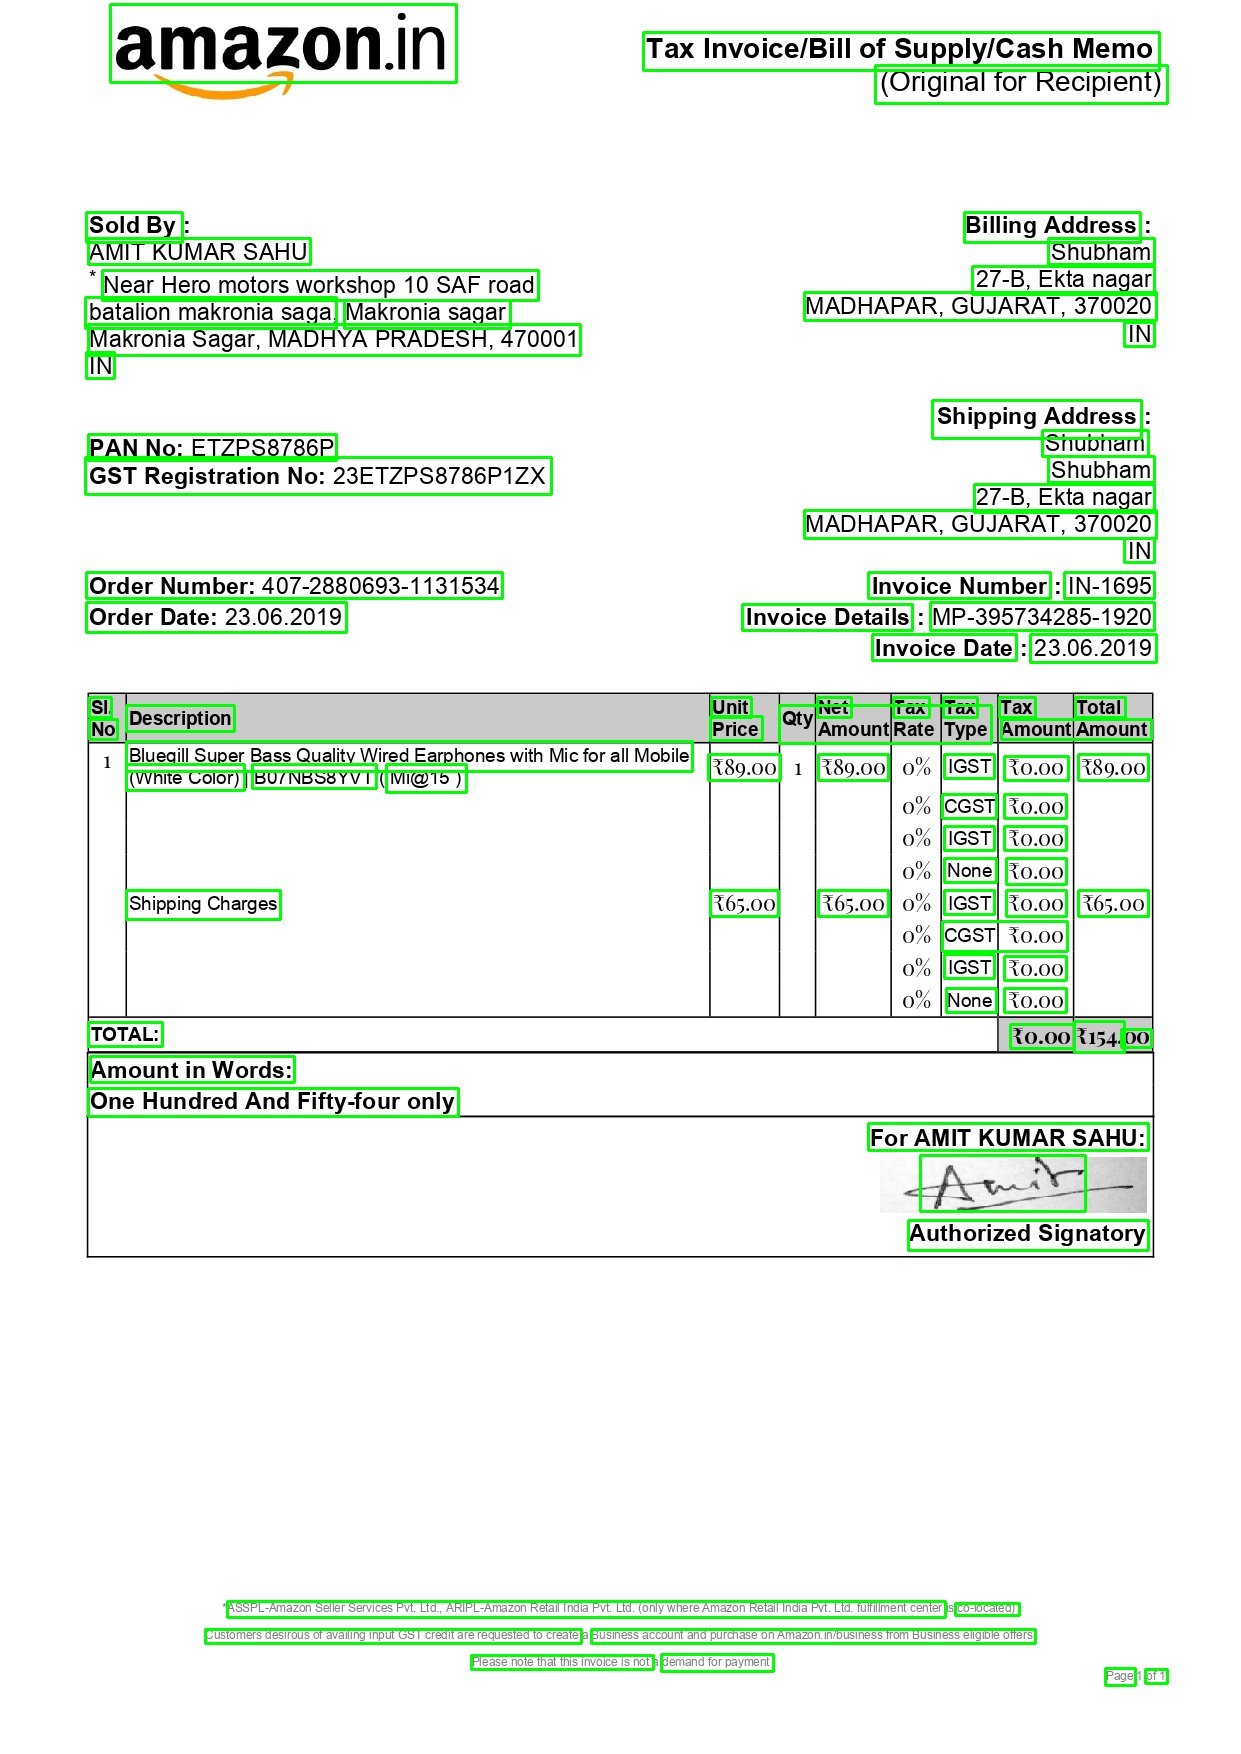 amazon.in
Tax Invoice/Bill of Supply/Cash Memo
(Original for Recipient)
Sold By :
AMIT KUMAR SAHU
* Near Hero motors workshop 10 SAF road
batalion makronia saga, Makronia sagar
Makronia Sagar, MADHYA PRADESH, 470001
IN
Billing Address :
Shubham
27-B, Ekta nagar
MADHAPAR, GUJARAT, 370020
IN
PAN No: ETZPS8786P
GST Registration No: 23ETZPS8786P1ZX
Shipping Address :
Shubham
Shubham
27-B, Ekta nagar
MADHAPAR, GUJARAT, 370020
IN
Order Number: 407-2880693-1131534
Order Date: 23.06.2019
Invoice Number : IN-1695
Invoice Details : MP-395734285-1920
Invoice Date : 23.06.2019
Sl. No Description Unit Price Qty Net Amount Tax Rate Tax Type Tax Amount Total Amount
1 Bluegill Super Bass Quality Wired Earphones with Mic for all Mobile
(White Color) | B07NBS8YVT ( Mi@15 ) ₹89.00 1 ₹89.00 0% IGST ₹0.00 ₹89.00
0% CGST ₹0.00
0% IGST ₹0.00
0% None ₹0.00
Shipping Charges ₹65.00 ₹65.00 0% IGST ₹0.00 ₹65.00
0% CGST ₹0.00
0% IGST ₹0.00
0% None ₹0.00
TOTAL: ₹0.00 ₹154.00
Amount in Words:
One Hundred And Fifty-four only
For AMIT KUMAR SAHU:
Amit
Authorized Signatory
*ASSPL-Amazon Seller Services Pvt. Ltd., ARIPL-Amazon Retail India Pvt. Ltd. (only where Amazon Retail India Pvt. Ltd. fulfillment center is co-located)
Customers desirous of availing input GST credit are requested to create a Business account and purchase on Amazon.in/business from Business eligible offers
Please note that this invoice is not a demand for payment
Page 1 of 1